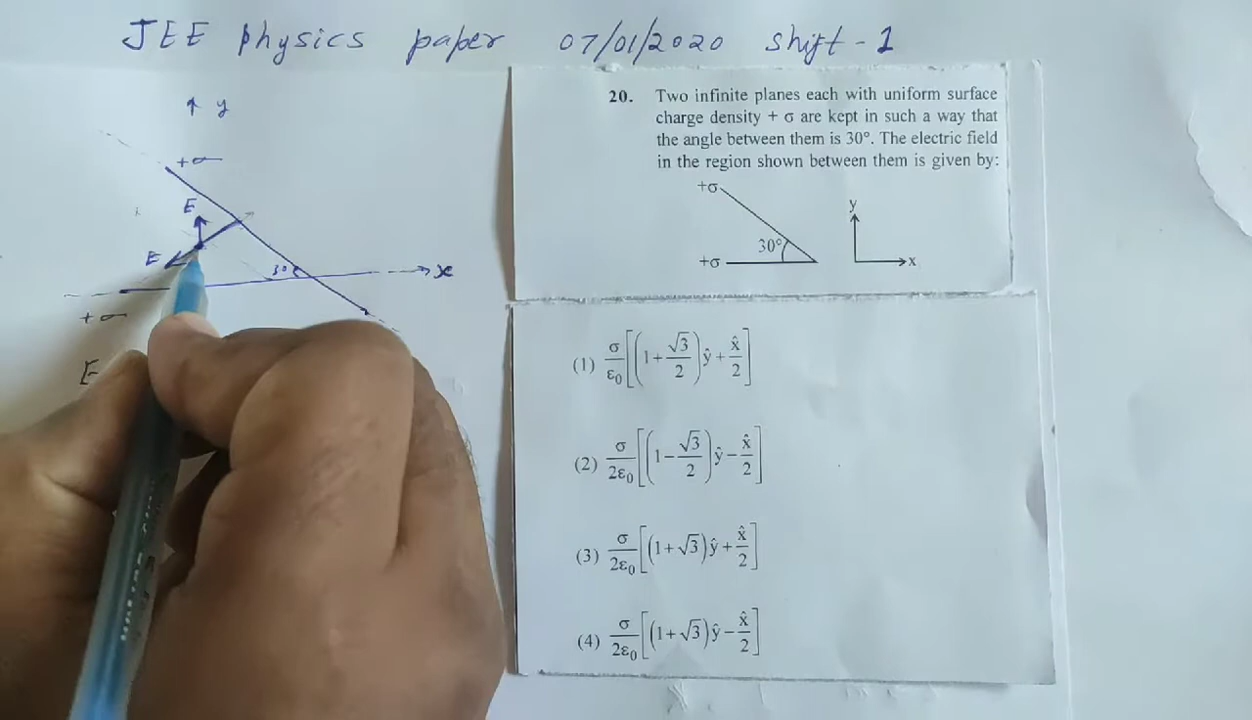 JEE physics paper 07/01/2020 shift-1
↑ y
+σ
E
E
30
x
+σ
E
20. Two infinite planes each with uniform surface
charge density + σ are kept in such a way that
the angle between them is 30°. The electric field
in the region shown between them is given by:
+σ
30°
+σ
y
x
(1) σ/ε₀ [(1+√3/2)ŷ+x̂/2]
(2) σ/2ε₀ [(1−√3/2)ŷ−x̂/2]
(3) σ/2ε₀ [(1+√3)ŷ+x̂/2]
(4) σ/2ε₀ [(1+√3)ŷ−x̂/2]